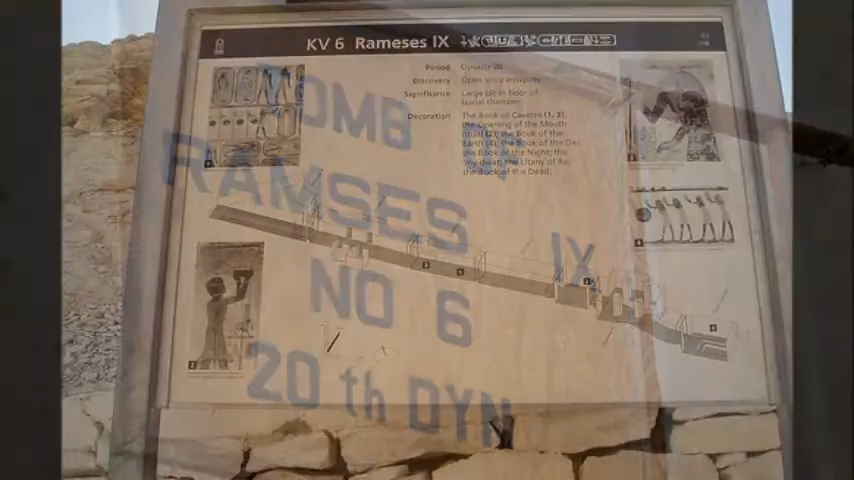 KV 6 Rameses IX
Period Dynasty 20
Discovery Open since antiquity
Significance Large pit in floor of
burial chamber
Decoration The Book of Caverns (1, 3),
the Opening of the Mouth
ritual (2); the Book of the
Earth (4); the Book of the Day;
the Book of the Night; the
the Litany of Re;
the Book of the Dead;
TOMB
RAMSES IX
NO 6
20 th DYN